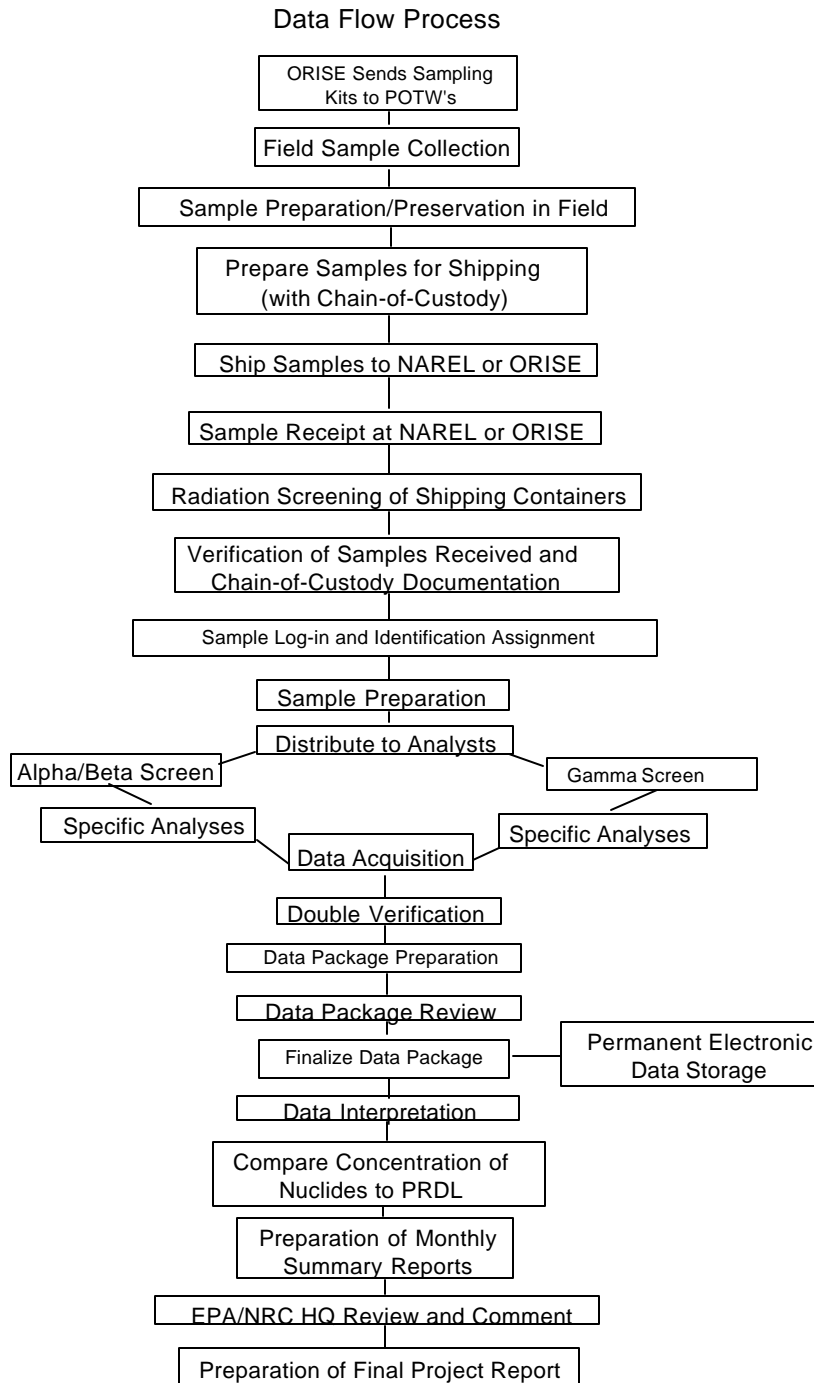 Data Flow Process
ORISE Sends Sampling
Kits to POTW's
Field Sample Collection
Sample Preparation/Preservation in Field
Prepare Samples for Shipping
(with Chain-of-Custody)
Ship Samples to NAREL or ORISE
Sample Receipt at NAREL or ORISE
Radiation Screening of Shipping Containers
Verification of Samples Received and
Chain-of-Custody Documentation
Sample Log-in and Identification Assignment
Sample Preparation
Distribute to Analysts
Alpha/Beta Screen
Gamma Screen
Specific Analyses
Specific Analyses
Data Acquisition
Double Verification
Data Package Preparation
Data Package Review
Finalize Data Package
Permanent Electronic
Data Storage
Data Interpretation
Compare Concentration of
Nuclides to PRDL
Preparation of Monthly
Summary Reports
EPA/NRC HQ Review and Comment
Preparation of Final Project Report